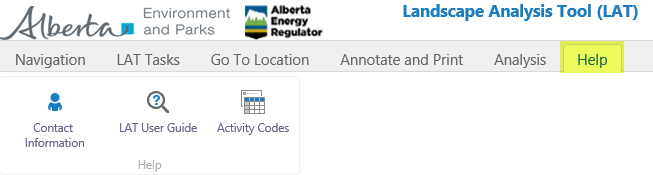 Alberta Environment and Parks Alberta Energy Regulator Landscape Analysis Tool (LAT)
Navigation LAT Tasks Go To Location Annotate and Print Analysis Help
Contact Information LAT User Guide Activity Codes
Help